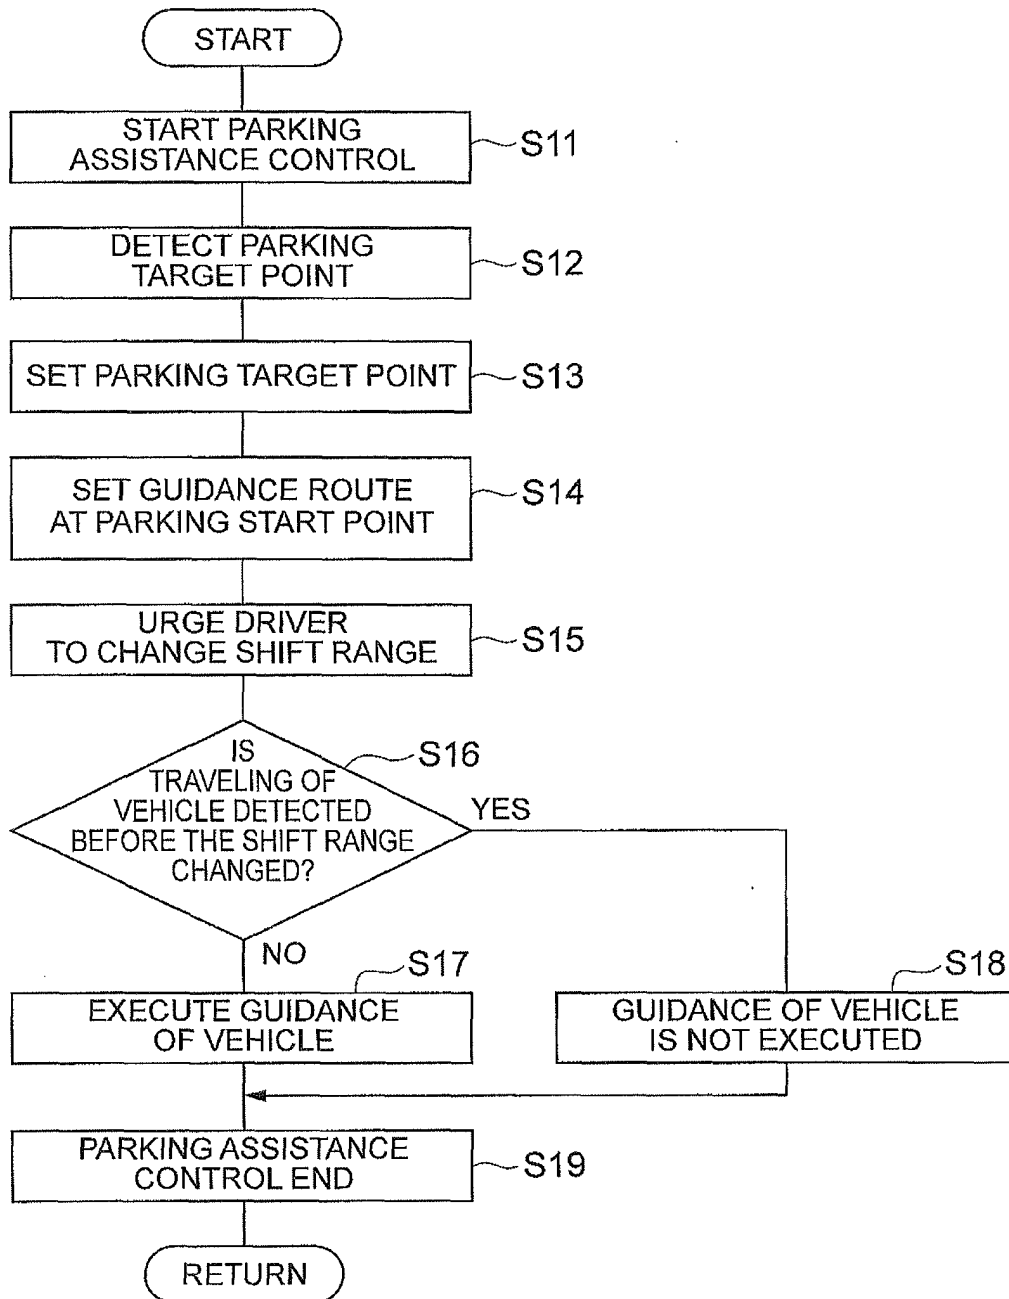 START
START PARKING
ASSISTANCE CONTROL
S11
DETECT PARKING
TARGET POINT
S12
SET PARKING TARGET POINT
S13
SET GUIDANCE ROUTE
AT PARKING START POINT
S14
URGE DRIVER
TO CHANGE SHIFT RANGE
S15
IS
TRAVELING OF
VEHICLE DETECTED
BEFORE THE SHIFT RANGE
CHANGED?
S16
YES
NO
EXECUTE GUIDANCE
OF VEHICLE
S17
GUIDANCE OF VEHICLE
IS NOT EXECUTED
S18
PARKING ASSISTANCE
CONTROL END
S19
RETURN